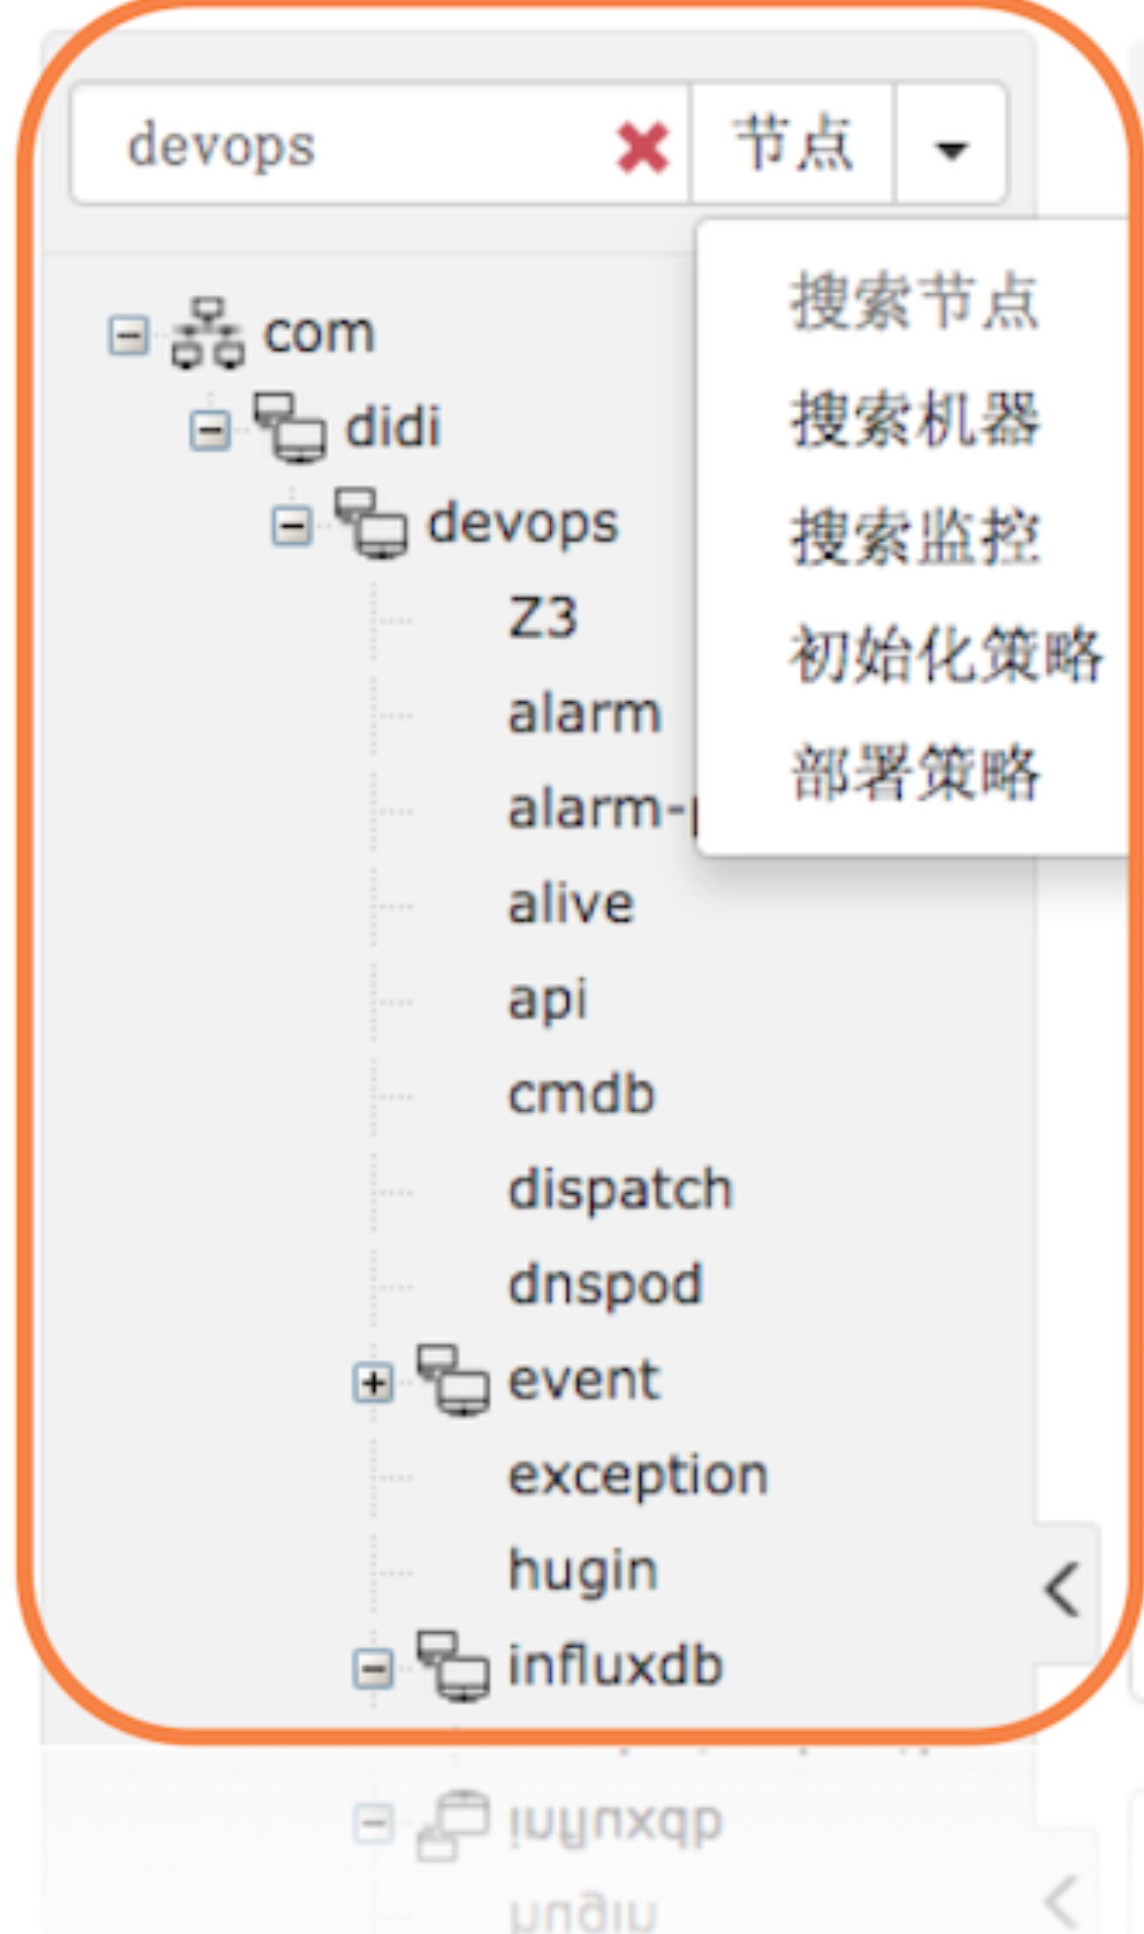 devops 节点
搜索节点
搜索机器
搜索监控
初始化策略
部署策略
com
didi
devops
Z3
alarm
alarm-
alive
api
cmdb
dispatch
dnspod
event
exception
hugin
influxdb